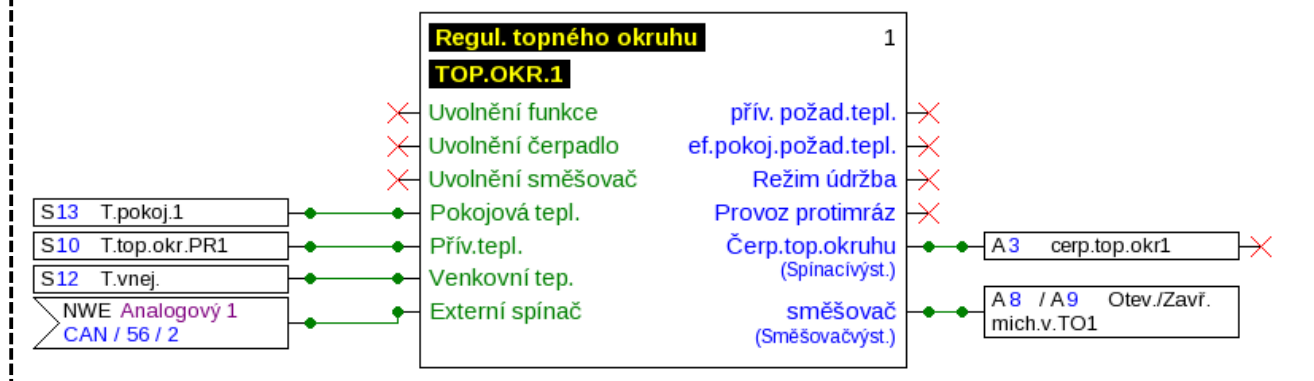 Regul. topného okruhu 1
TOP.OKR.1
Uvolnění funkce přív. požad.tepl.
Uvolnění čerpadlo ef.pokoj.požad.tepl.
Uvolnění směšovač Režim údržba
S13 T.pokoj.1 Pokojová tepl. Provoz protimráz
S10 T.top.okr.PR1 Přív.tepl. Čerp.top.okruhu A3 cerp.top.okr1
(Spínacívýst.)
S12 T.vnej. Venkovní tep.
NWE Analogový 1 Externí spínač směšovač A8 / A9 Otev./Zavř.
CAN / 56 / 2 (Směšovačvýst.) mich.v.TO1